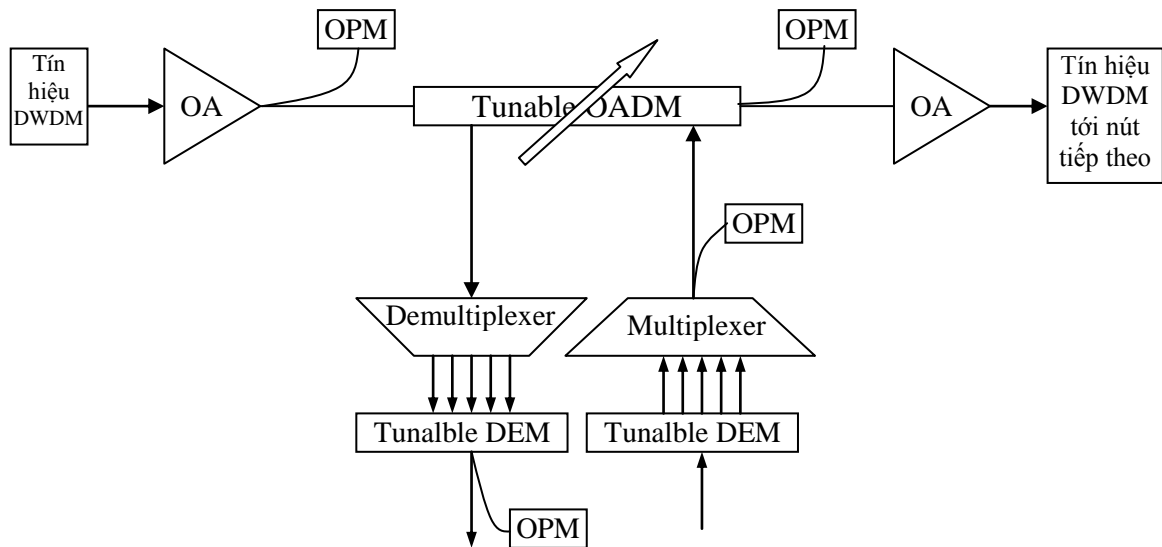 OPM
OPM
Tín
hiệu
DWDM
OA
Tunable OADM
OA
Tín hiệu
DWDM
tới nút
tiếp theo
OPM
Demultiplexer
Multiplexer
Tunalble DEM
Tunalble DEM
OPM